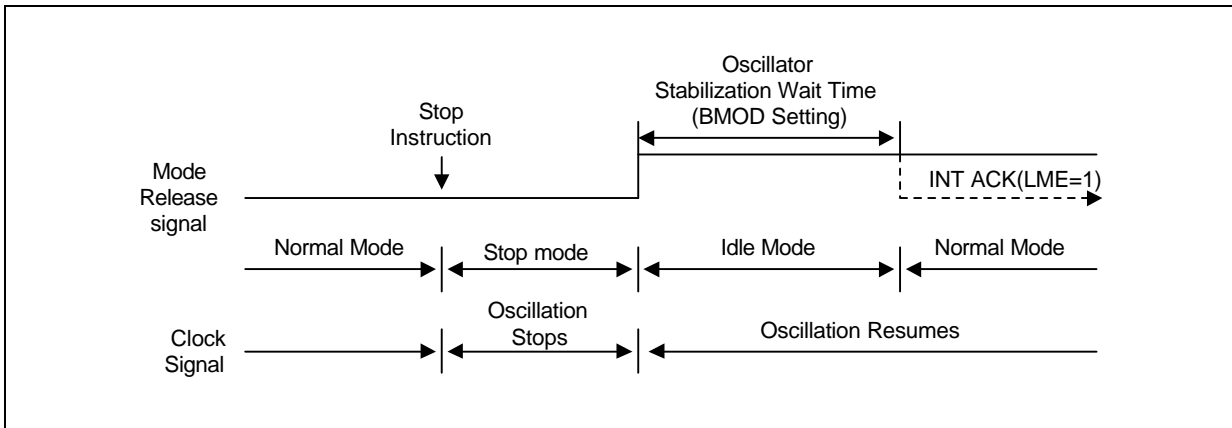 Oscillator
Stabilization Wait Time
(BMOD Setting)
Stop
Instruction
Mode
Release
signal
INT ACK(LME=1)
Normal Mode
Stop mode
Idle Mode
Normal Mode
Clock
Signal
Oscillation
Stops
Oscillation Resumes